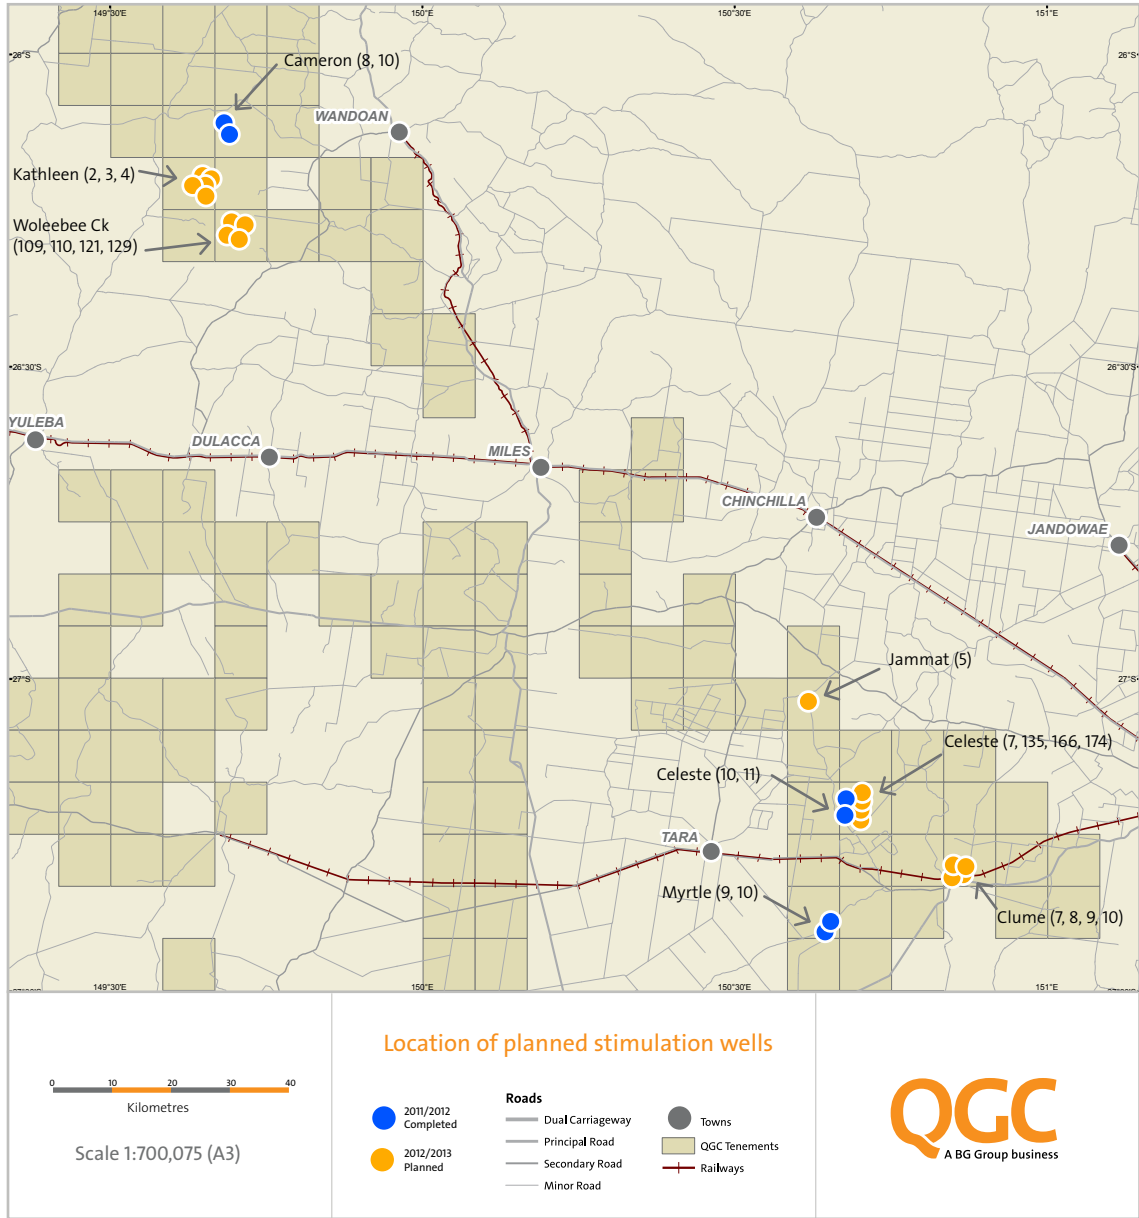 149°30'E
150°E
150°30'E
151°E
26°S
26°S
Cameron (8, 10)
WANDOAN
Kathleen (2, 3, 4)
Woleebee Ck
(109, 110, 121, 129)
26°30'S
26°30'S
YULEBA
DULACCA
MILES
CHINCHILLA
JANDOWAE
Jammat (5)
27°S
27°S
Celeste (7, 135, 166, 174)
Celeste (10, 11)
TARA
Myrtle (9, 10)
Clume (7, 8, 9, 10)
149°30'E
150°E
150°30'E
151°E
Location of planned stimulation wells
0 10 20 30 40
Kilometres
Scale 1:700,075 (A3)
2011/2012
Completed
2012/2013
Planned
Roads
Dual Carriageway
Principal Road
Secondary Road
Minor Road
Towns
QGC Tenements
Railways
QGC
A BG Group business